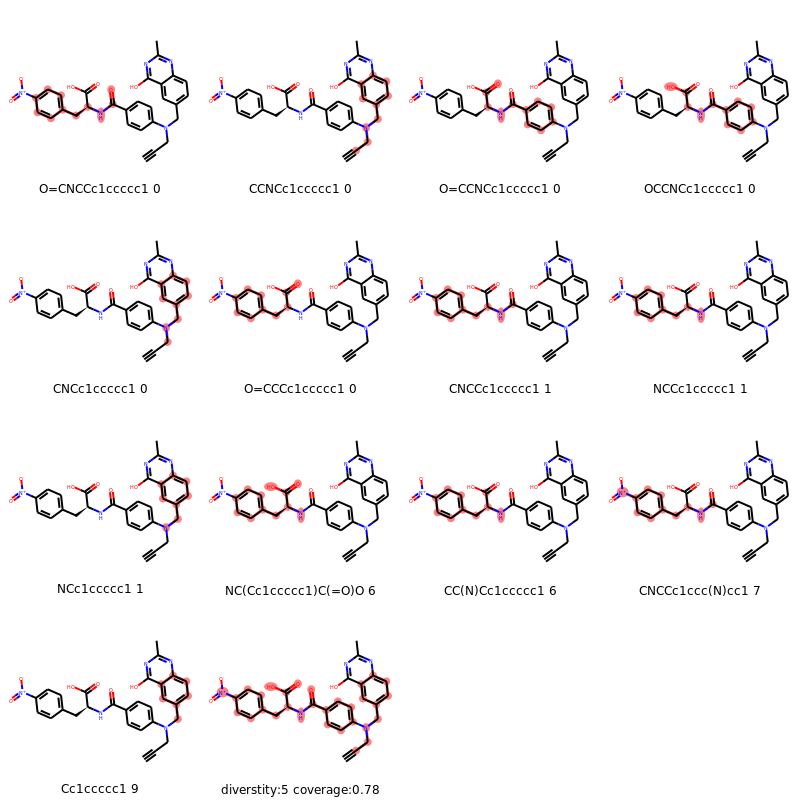 O=CNCCc1ccccc1 0
CCNCc1ccccc1 0
O=CCNCc1ccccc1 0
OCCNCc1ccccc1 0
CNCc1ccccc1 0
O=CCCc1ccccc1 0
CNCCc1ccccc1 1
NCCc1ccccc1 1
NCc1ccccc1 1
NC(Cc1ccccc1)C(=O)O 6
CC(N)Cc1ccccc1 6
CNCCc1ccc(N)cc1 7
Cc1ccccc1 9
diverstity:5 coverage:0.78